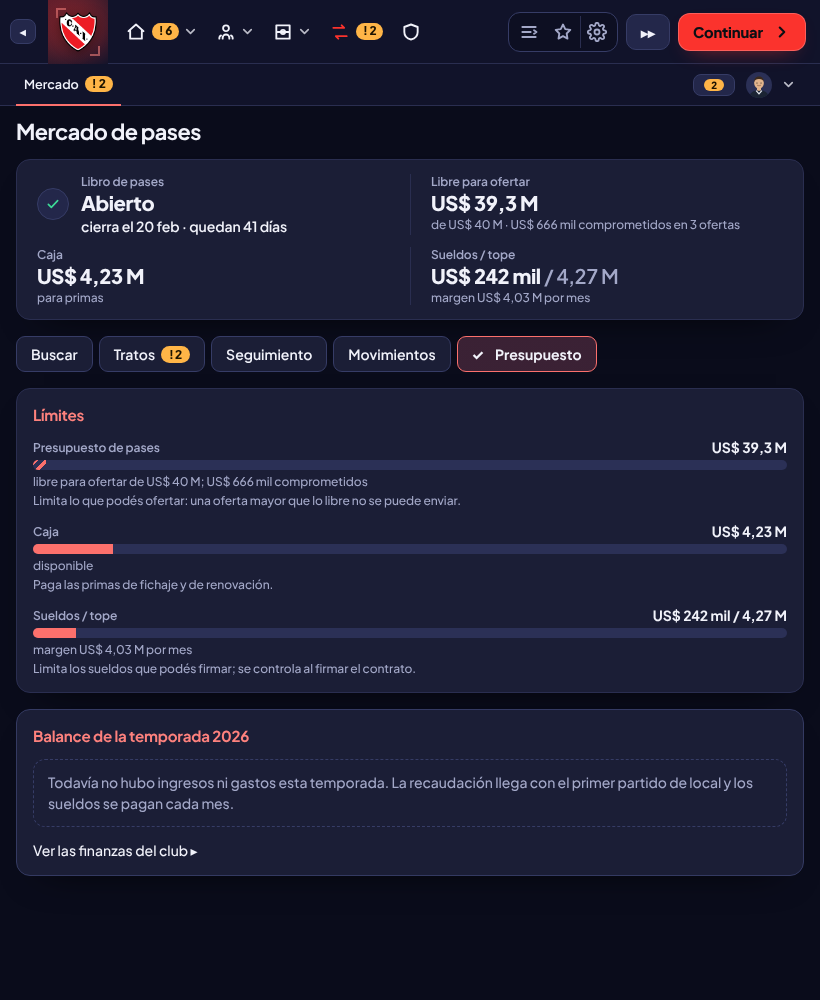 C.A.I.
! 6
! 2
Continuar
Mercado ! 2
2
Mercado de pases
Libro de pases
Abierto
cierra el 20 feb · quedan 41 días
Libre para ofertar
US$ 39,3 M
de US$ 40 M · US$ 666 mil comprometidos en 3 ofertas
Caja
US$ 4,23 M
para primas
Sueldos / tope
US$ 242 mil / 4,27 M
margen US$ 4,03 M por mes
Buscar
Tratos ! 2
Seguimiento
Movimientos
Presupuesto
Límites
Presupuesto de pases
US$ 39,3 M
libre para ofertar de US$ 40 M; US$ 666 mil comprometidos
Limita lo que podés ofertar: una oferta mayor que lo libre no se puede enviar.
Caja
US$ 4,23 M
disponible
Paga las primas de fichaje y de renovación.
Sueldos / tope
US$ 242 mil / 4,27 M
margen US$ 4,03 M por mes
Limita los sueldos que podés firmar; se controla al firmar el contrato.
Balance de la temporada 2026
Todavía no hubo ingresos ni gastos esta temporada. La recaudación llega con el primer partido de local y los
sueldos se pagan cada mes.
Ver las finanzas del club ▸